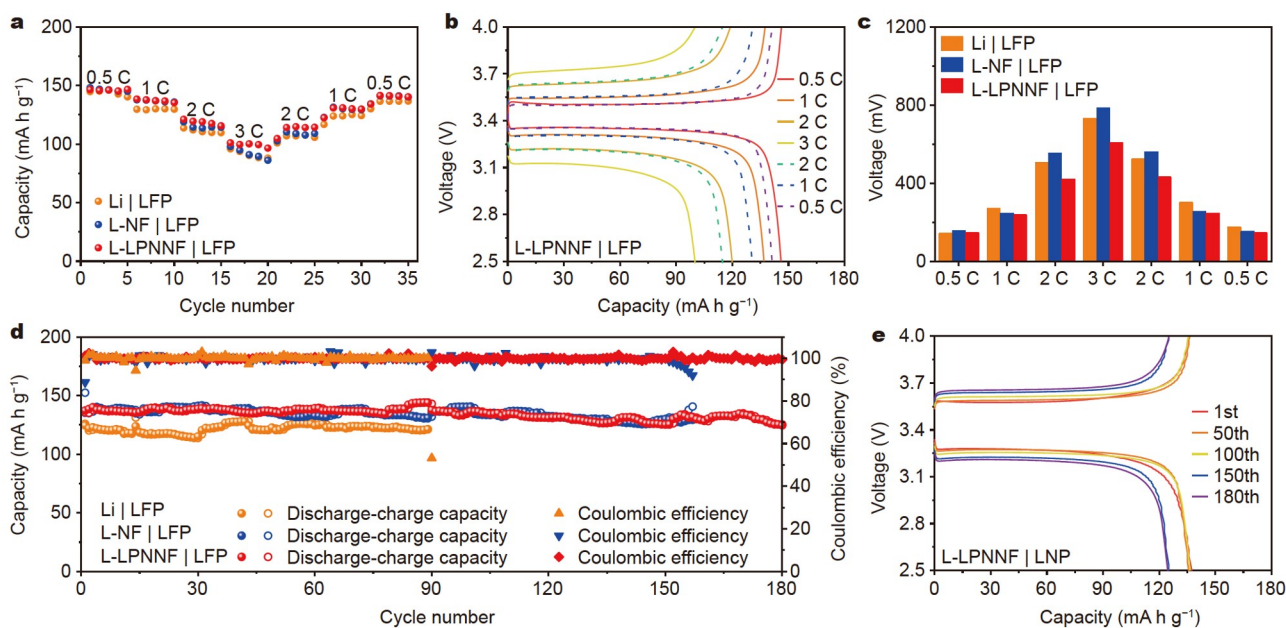 a
200
150
100
50
0
Capacity (mA h g⁻¹)
0.5 C
1 C
2 C
3 C
2 C
1 C
0.5 C
Li | LFP
L-NF | LFP
L-LPNNF | LFP
0 5 10 15 20 25 30 35
Cycle number
b
4.0
3.7
3.4
3.1
2.8
2.5
Voltage (V)
0.5 C
1 C
2 C
3 C
2 C
1 C
0.5 C
L-LPNNF | LFP
0 30 60 90 120 150 180
Capacity (mA h g⁻¹)
c
1200
800
400
0
Voltage (mV)
Li | LFP
L-NF | LFP
L-LPNNF | LFP
0.5 C 1 C 2 C 3 C 2 C 1 C 0.5 C
d
200
150
100
50
0
Capacity (mA h g⁻¹)
Li | LFP Discharge-charge capacity Coulombic efficiency
L-NF | LFP Discharge-charge capacity Coulombic efficiency
L-LPNNF | LFP Discharge-charge capacity Coulombic efficiency
100
80
60
40
20
0
Coulombic efficiency (%)
0 30 60 90 120 150 180
Cycle number
e
4.0
3.7
3.4
3.1
2.8
2.5
Voltage (V)
1st
50th
100th
150th
180th
L-LPNNF | LNP
0 30 60 90 120 150 180
Capacity (mA h g⁻¹)